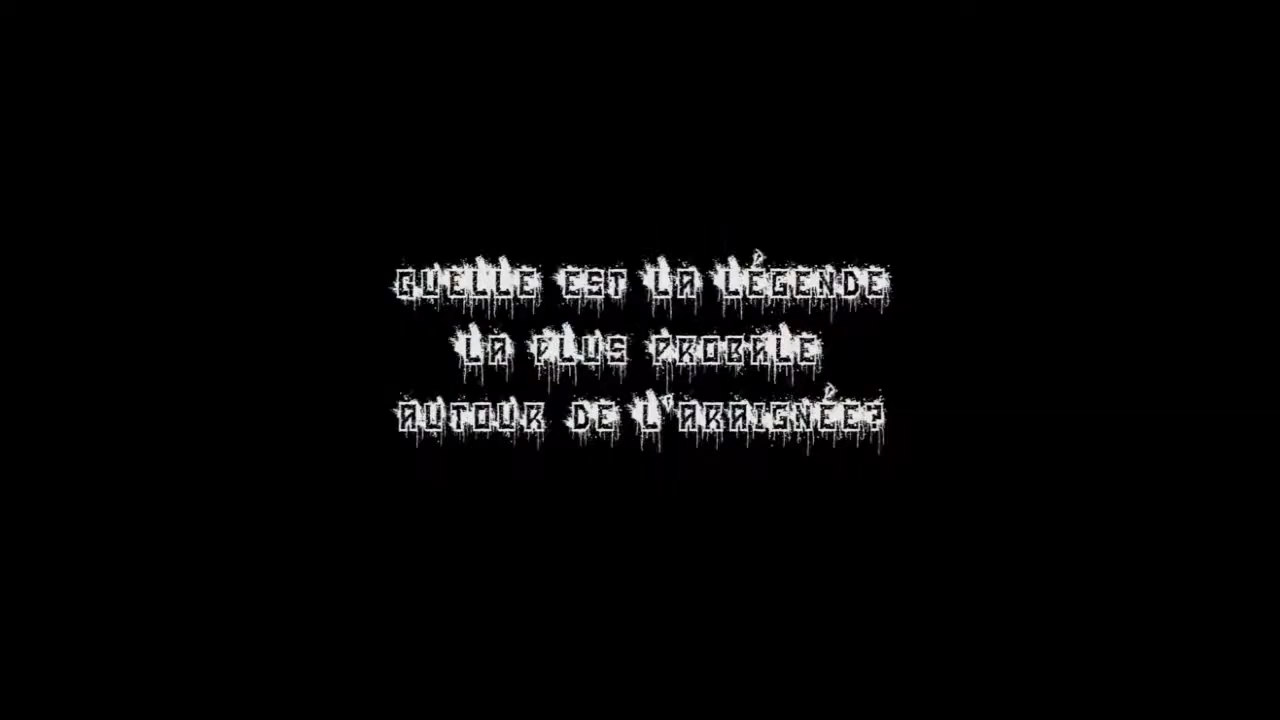 QUELLE EST LA LÉGENDE
LA PLUS PROBALE
AUTOUR DE L'ARAIGNÉE?